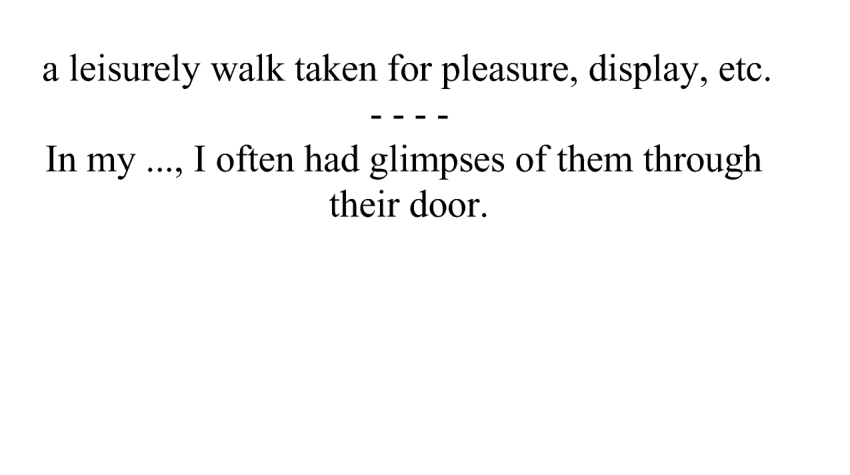 a leisurely walk taken for pleasure, display, etc.
- - - -
In my ..., I often had glimpses of them through
their door.